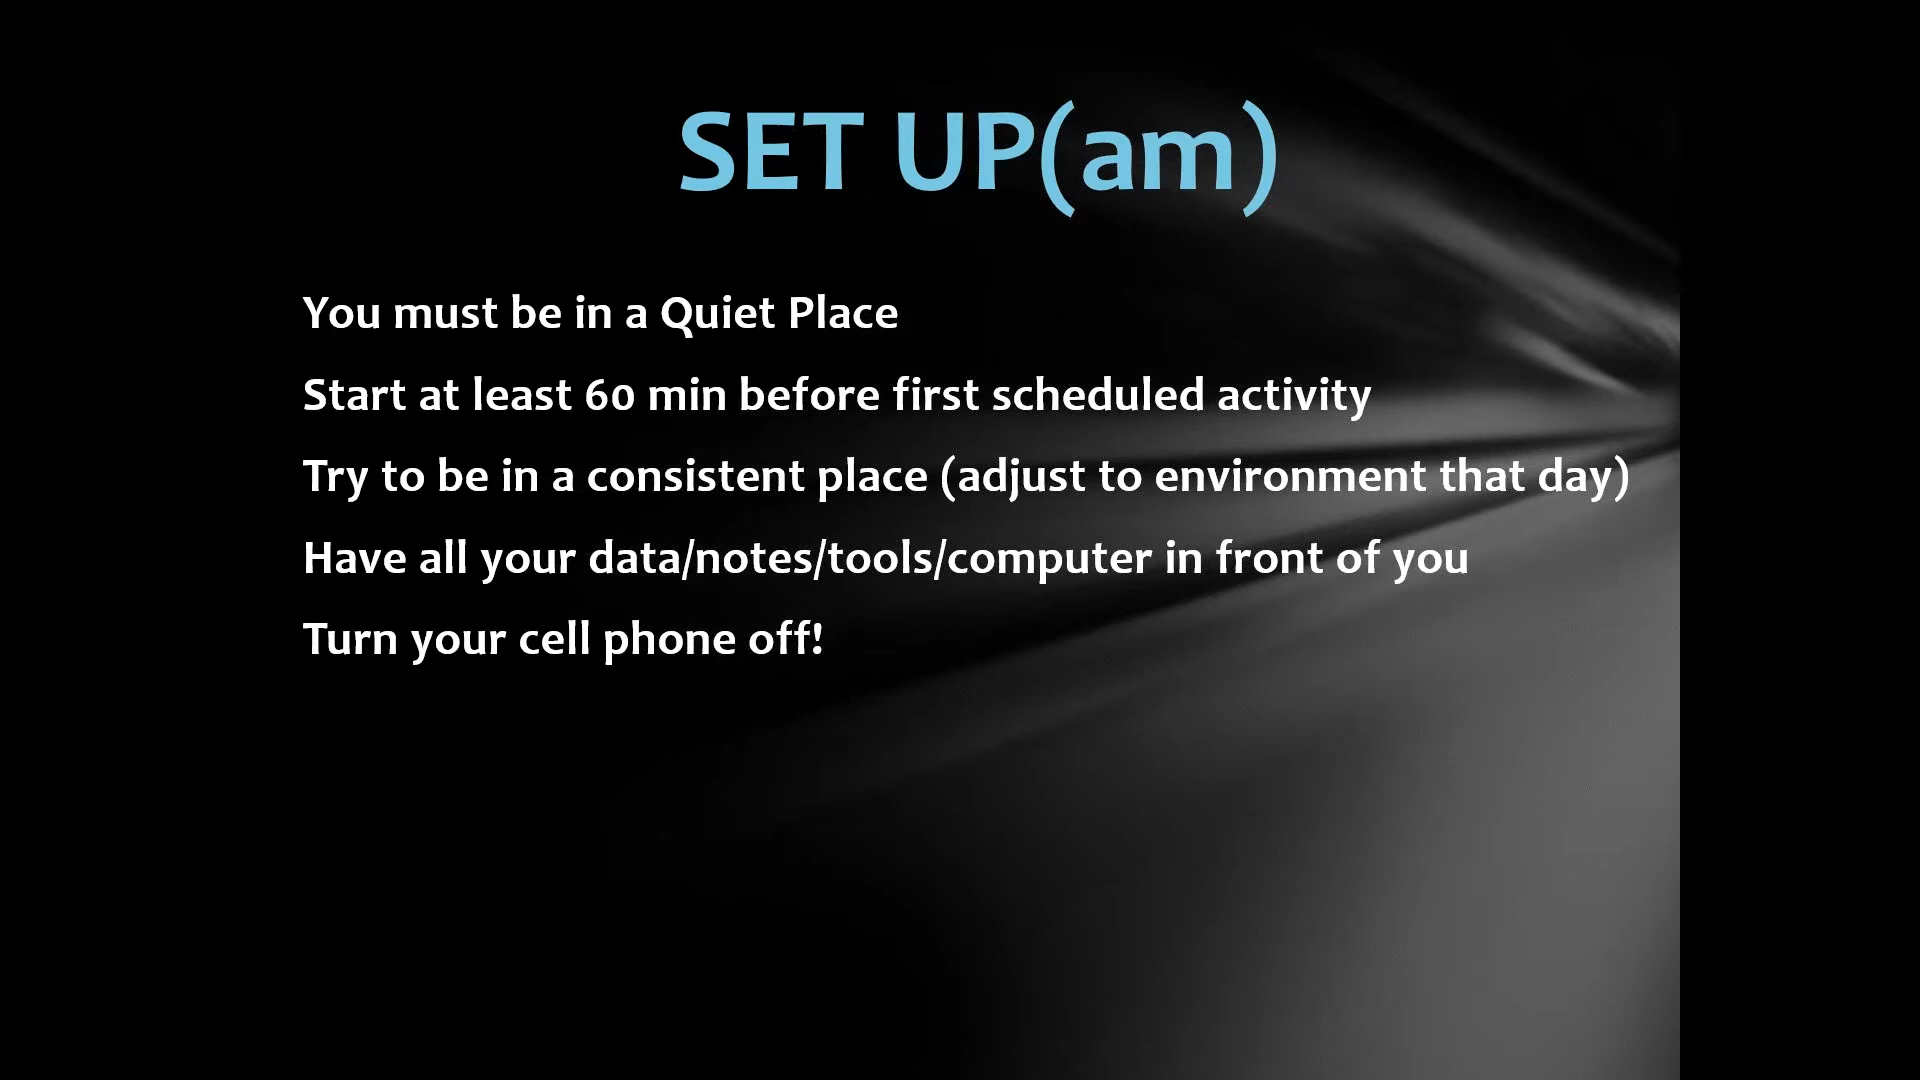 SET UP(am)
You must be in a Quiet Place
Start at least 60 min before first scheduled activity
Try to be in a consistent place (adjust to environment that day)
Have all your data/notes/tools/computer in front of you
Turn your cell phone off!